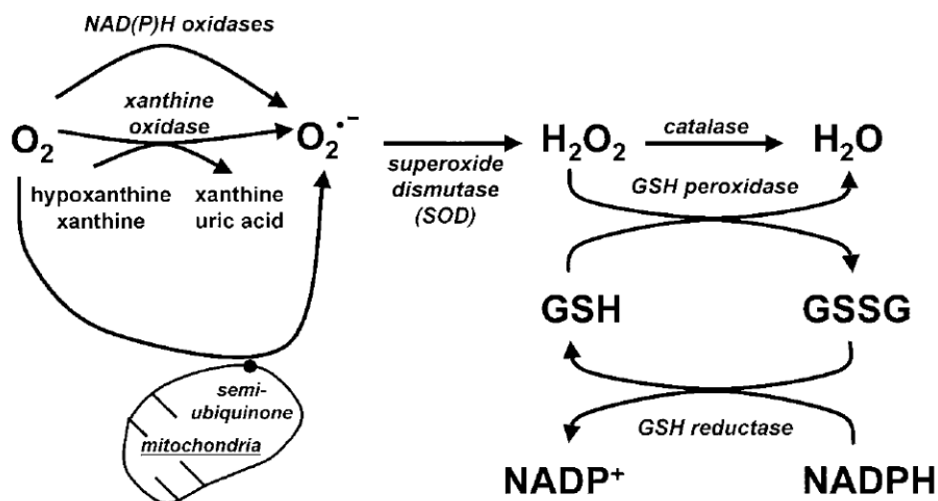 NAD(P)H oxidases
xanthine
oxidase
O₂
O₂•⁻
hypoxanthine
xanthine
xanthine
uric acid
superoxide
dismutase
(SOD)
H₂O₂
catalase
H₂O
GSH peroxidase
GSH
GSSG
semi-
ubiquinone
mitochondria
GSH reductase
NADP⁺
NADPH